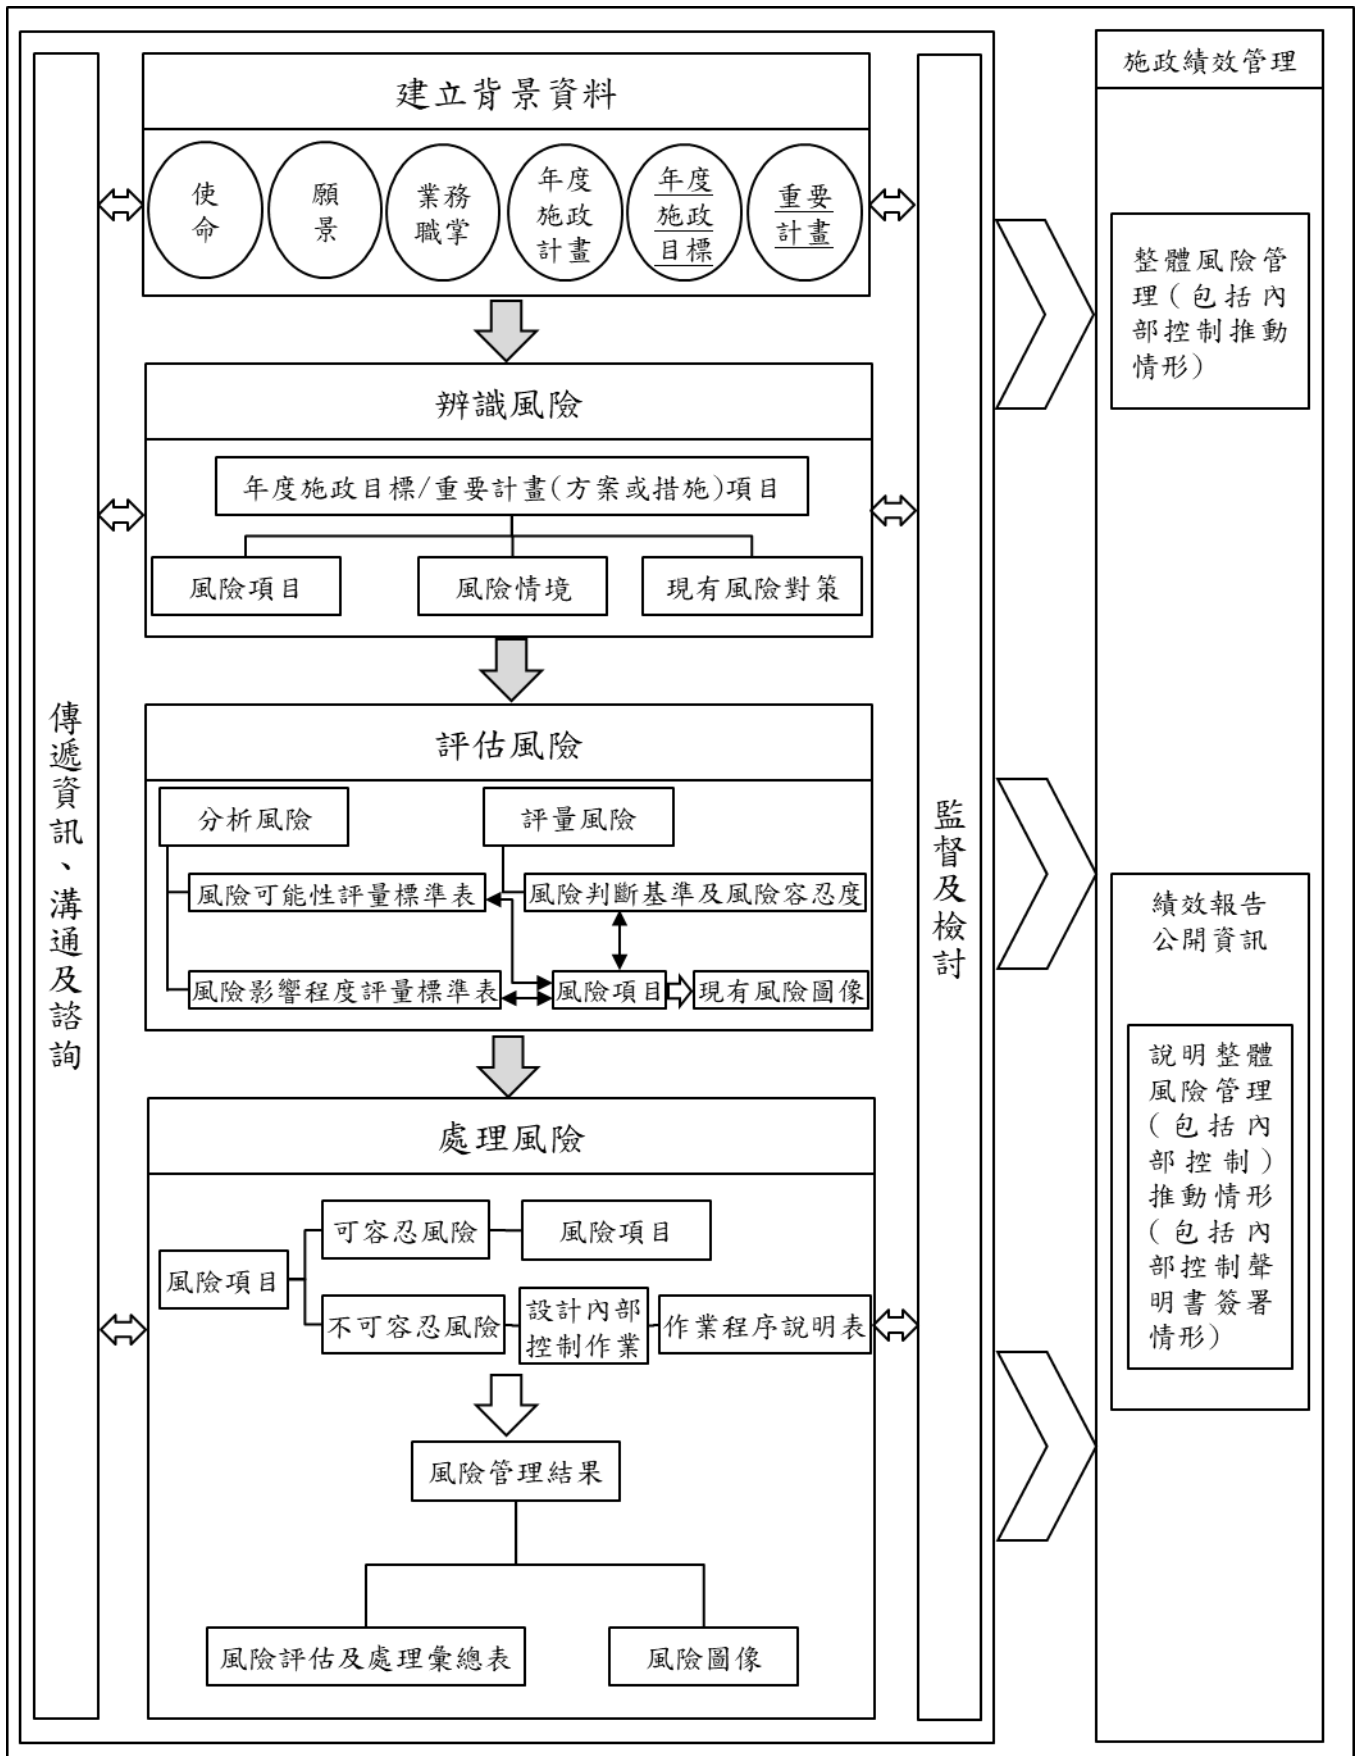 建立背景資料
使
命
願
景
業務
職掌
年度
施政
計畫
年度
施政
目標
重要
計畫
辨識風險
年度施政目標/重要計畫(方案或措施)項目
風險項目
風險情境
現有風險對策
評估風險
分析風險
評量風險
風險可能性評量標準表
風險判斷基準及風險容忍度
風險影響程度評量標準表
風險項目
現有風險圖像
處理風險
風險項目
可容忍風險
風險項目
不可容忍風險
設計內部
控制作業
作業程序說明表
風險管理結果
風險評估及處理彙總表
風險圖像
傳遞資訊、溝通及諮詢
監督及檢討
施政績效管理
整體風險管
理(包括內
部控制推動
情形)
績效報告
公開資訊
說明整體
風險管理
(包括內
部控制)
推動情形
(包括內
部控制聲
明書簽署
情形)